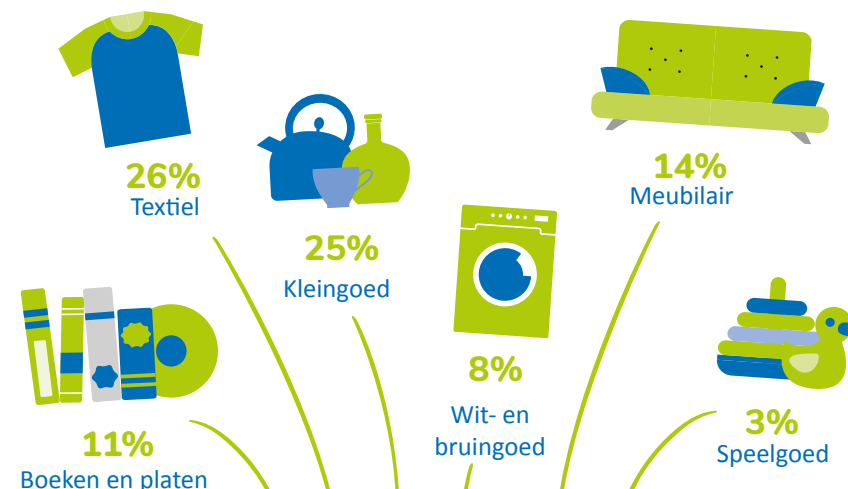 26%
Textiel
25%
Kleingoed
14%
Meubilair
11%
Boeken en platen
8%
Wit- en
bruingoed
3%
Speelgoed